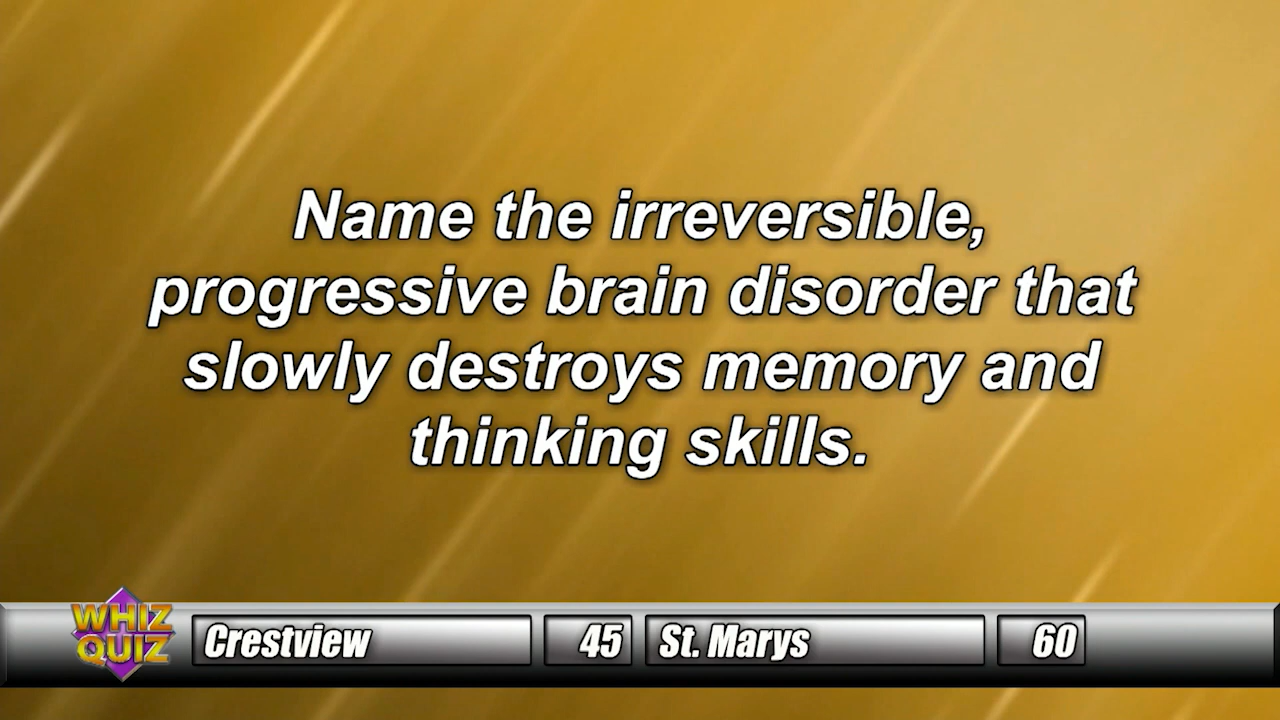 Name the irreversible,
progressive brain disorder that
slowly destroys memory and
thinking skills.
WHIZ
QUIZ
Crestview 45 St. Marys 60